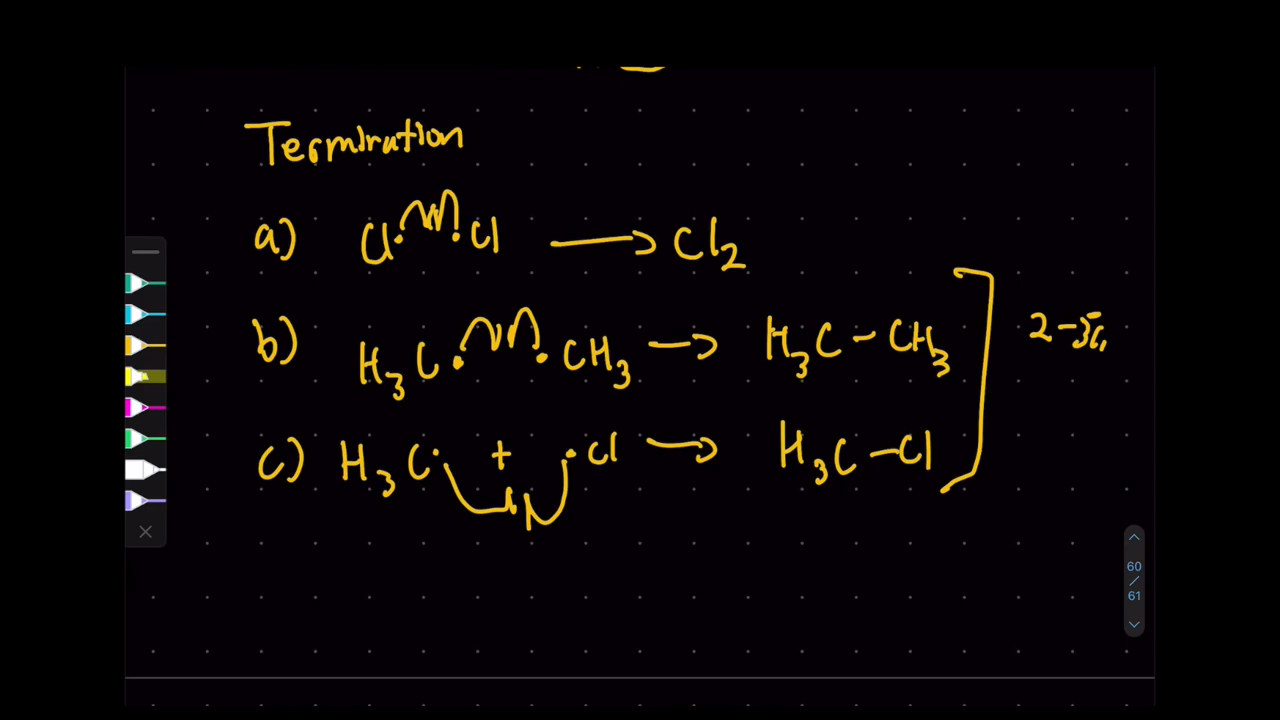 Termination
a) Cl· ·Cl ⟶ Cl₂
b) H₃C· ·CH₃ ⟶ H₃C–CH₃
c) H₃C· + ·Cl ⟶ H₃C–Cl
60
/
61